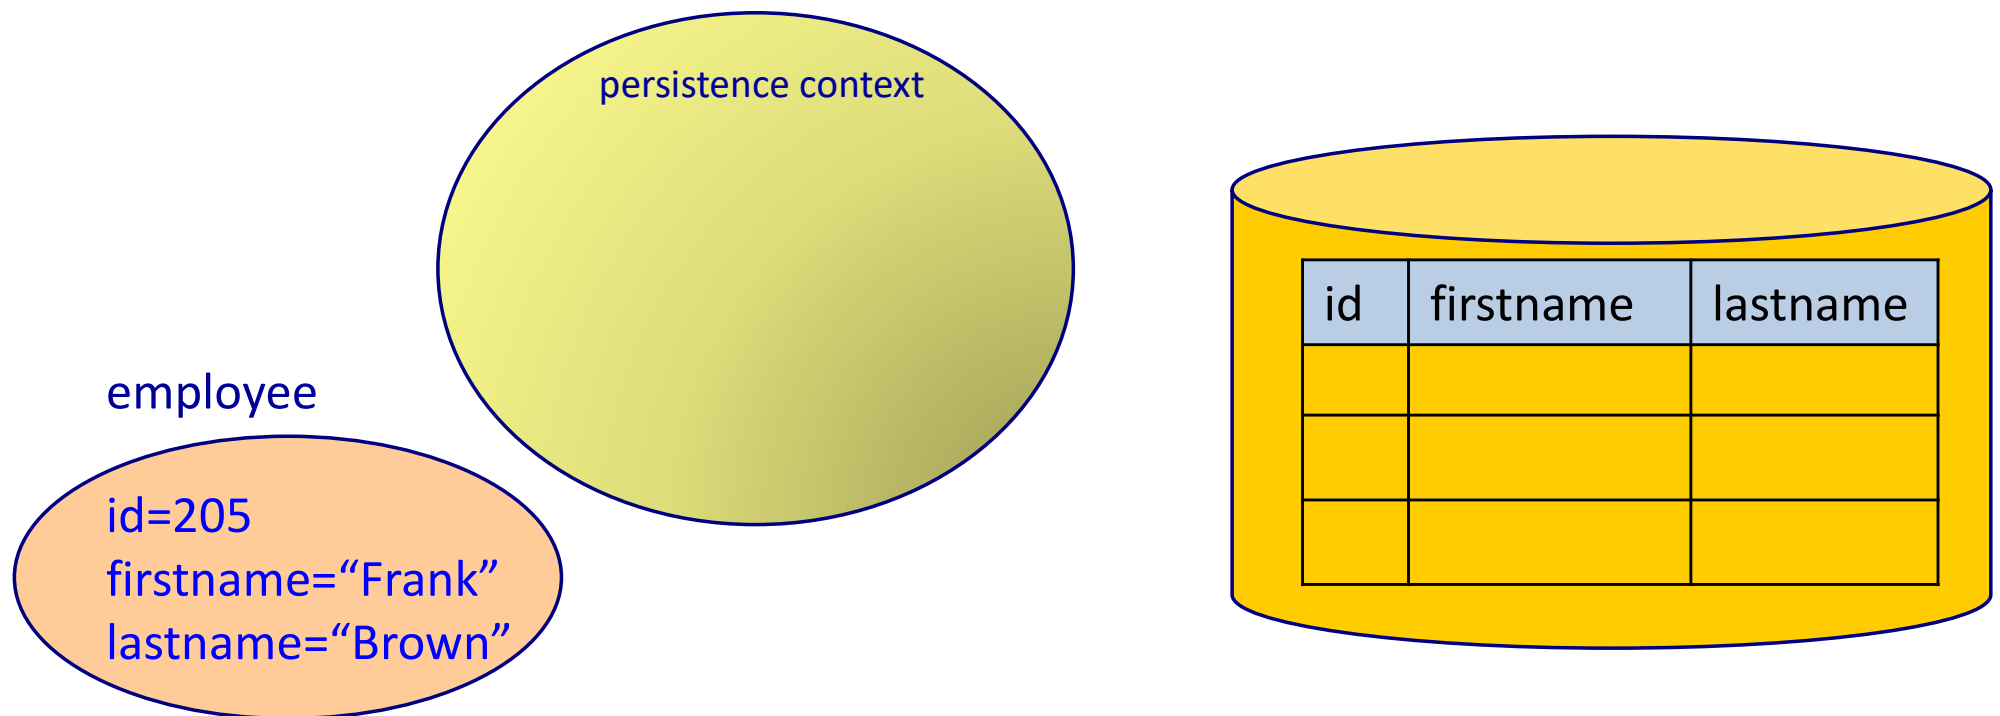 persistence context
id firstname lastname
employee
id=205
firstname=“Frank”
lastname=“Brown”